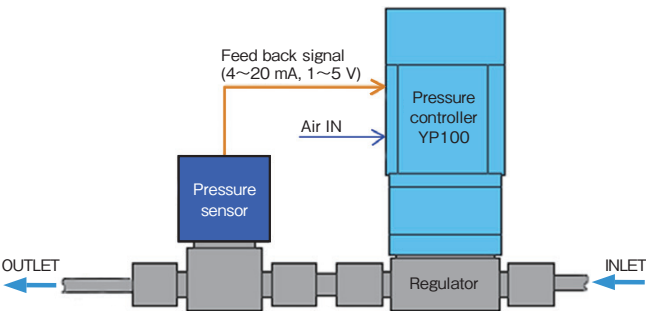 Feed back signal
(4～20 mA, 1～5 V)
Air IN
Pressure
controller
YP100
Pressure
sensor
OUTLET
INLET
Regulator